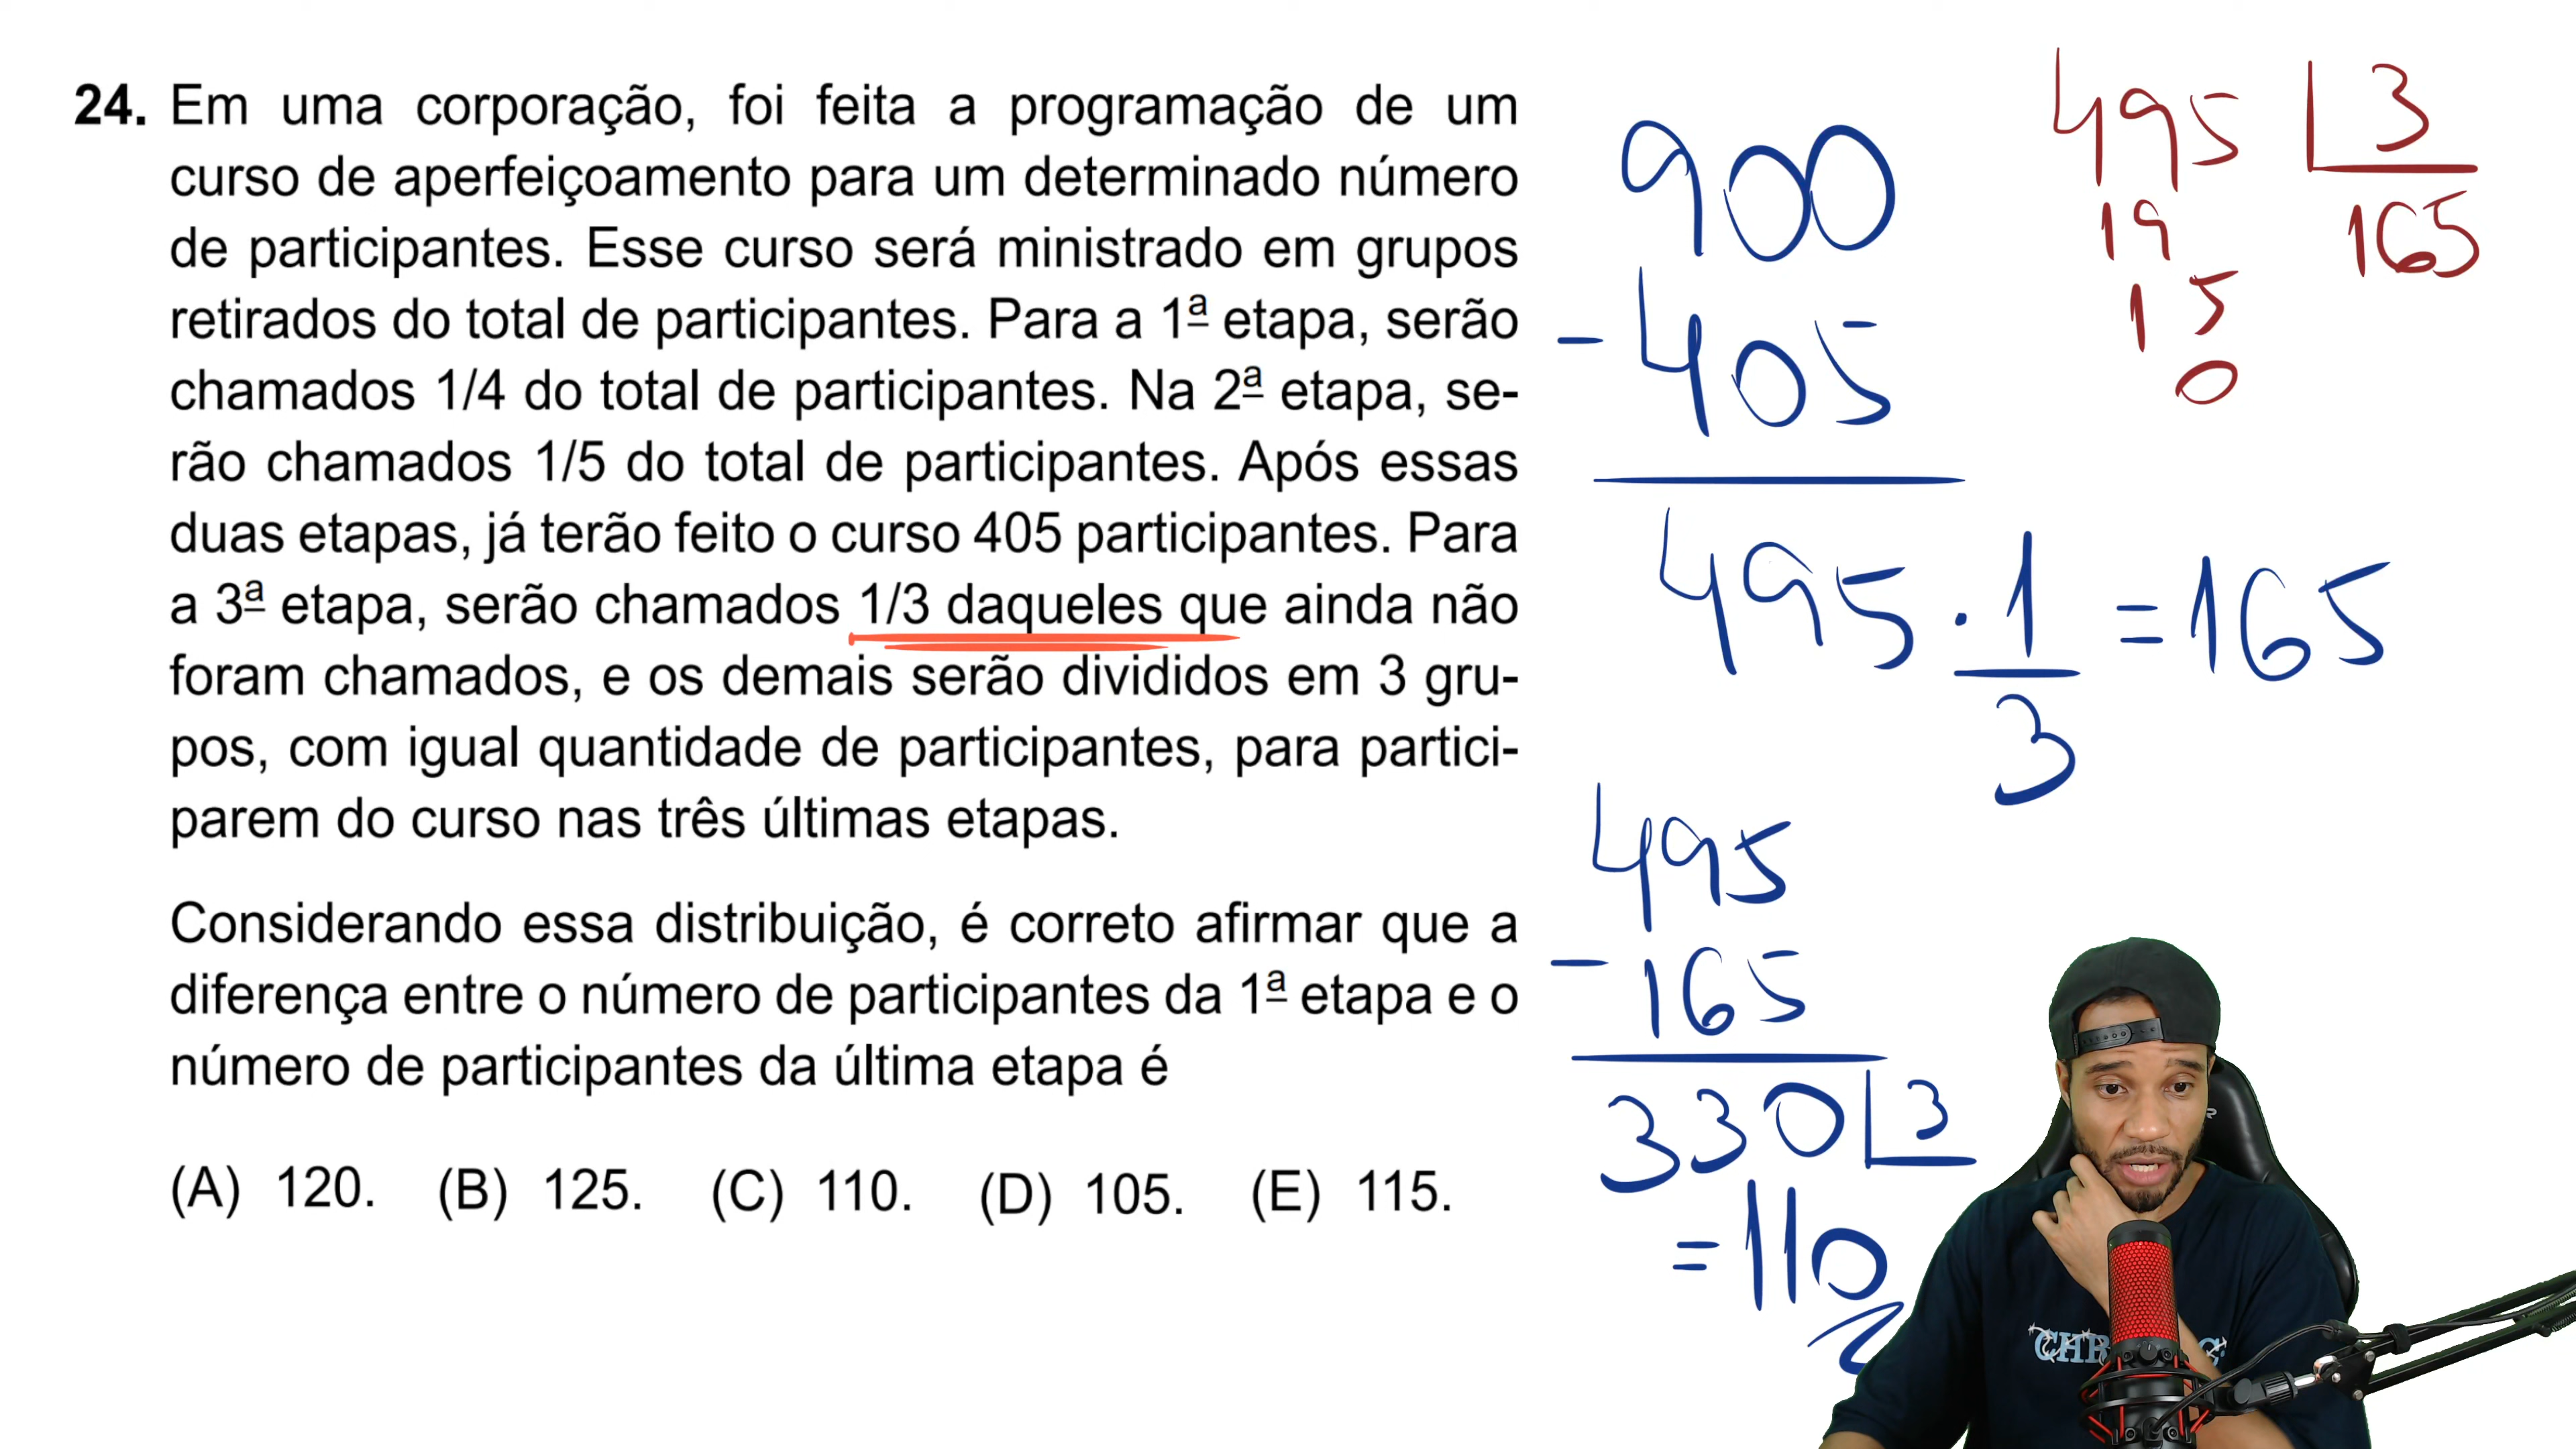 24. Em uma corporação, foi feita a programação de um
curso de aperfeiçoamento para um determinado número
de participantes. Esse curso será ministrado em grupos
retirados do total de participantes. Para a 1ª etapa, serão
chamados 1/4 do total de participantes. Na 2ª etapa, se-
rão chamados 1/5 do total de participantes. Após essas
duas etapas, já terão feito o curso 405 participantes. Para
a 3ª etapa, serão chamados 1/3 daqueles que ainda não
foram chamados, e os demais serão divididos em 3 gru-
pos, com igual quantidade de participantes, para partici-
parem do curso nas três últimas etapas.
Considerando essa distribuição, é correto afirmar que a
diferença entre o número de participantes da 1ª etapa e o
número de participantes da última etapa é
(A) 120. (B) 125. (C) 110. (D) 105. (E) 115.
900
- 405
495 · 1/3 = 165
495
- 165
330 3
= 110
495 3
19 165
15
0